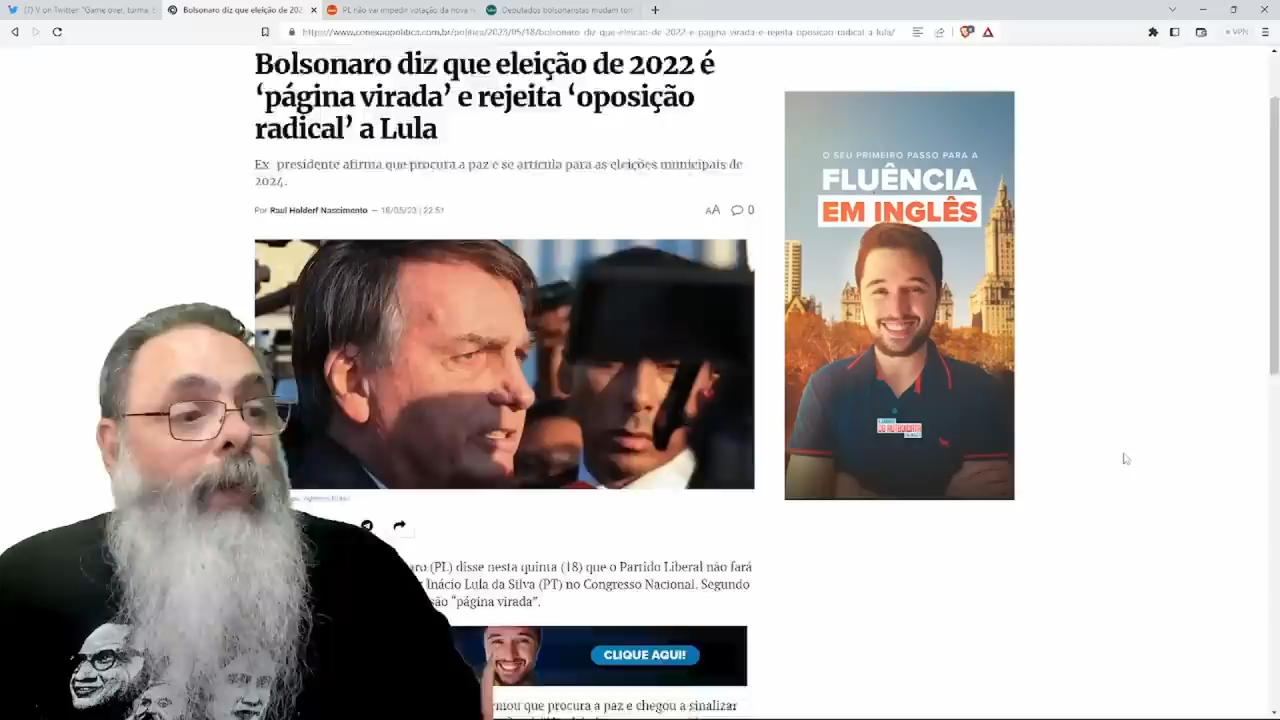 (7) V on Twitter: "Game over, turma. E
Bolsonaro diz que eleição de 202
PL não vai impedir votação da nova r
Deputados bolsonaristas mudam tom
https://www.conexaopolitica.com.br/politica/2023/05/18/bolsonaro-diz-que-eleicao-de-2022-e-pagina-virada-e-rejeita-oposicao-radical-a-lula/
VPN
Bolsonaro diz que eleição de 2022 é
‘página virada’ e rejeita ‘oposição
radical’ a Lula
Ex-presidente afirma que procura a paz e se articula para as eleições municipais de
2024.
Por Raul Holderf Nascimento — 18/05/23 | 22:51
AA
0
O SEU PRIMEIRO PASSO PARA A
FLUÊNCIA
EM INGLÊS
aro (PL) disse nesta quinta (18) que o Partido Liberal não fará
Inácio Lula da Silva (PT) no Congresso Nacional. Segundo
ão “página virada”.
CLIQUE AQUI!
mou que procura a paz e chegou a sinalizar